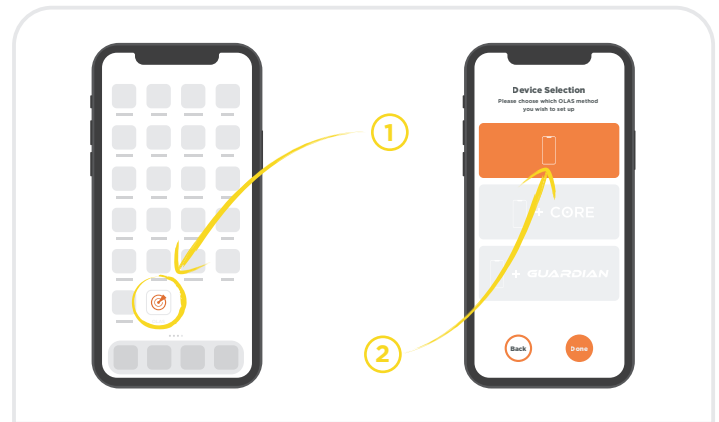 1
Device Selection
Please choose which OLAS method
you wish to set up
+ CORE
+ GUARDIAN
2
Back
Done